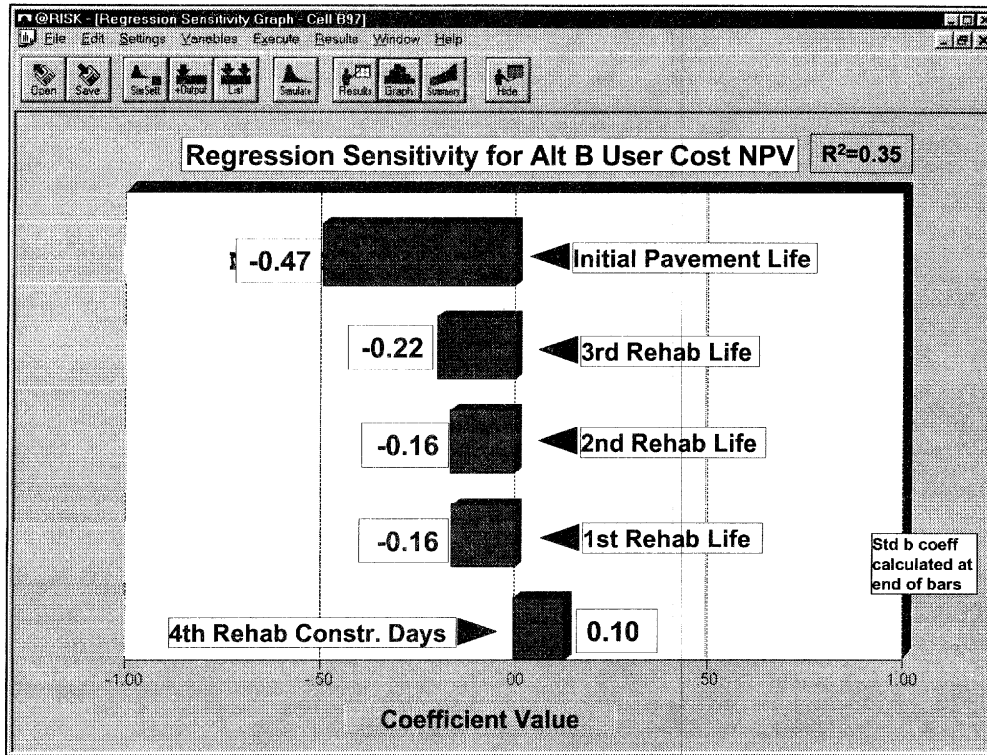 @RISK - [Regression Sensitivity Graph - Cell B97]
File Edit Settings Variables Execute Results Window Help
Open Save SimSett +Output List Simulate Results Graph Summary Hide
Regression Sensitivity for Alt B User Cost NPV R²=0.35
-0.47 Initial Pavement Life
-0.22 3rd Rehab Life
-0.16 2nd Rehab Life
-0.16 1st Rehab Life
Std b coeff
calculated at
end of bars
4th Rehab Constr. Days 0.10
-1.00 -.50 .00 .50 1.00
Coefficient Value